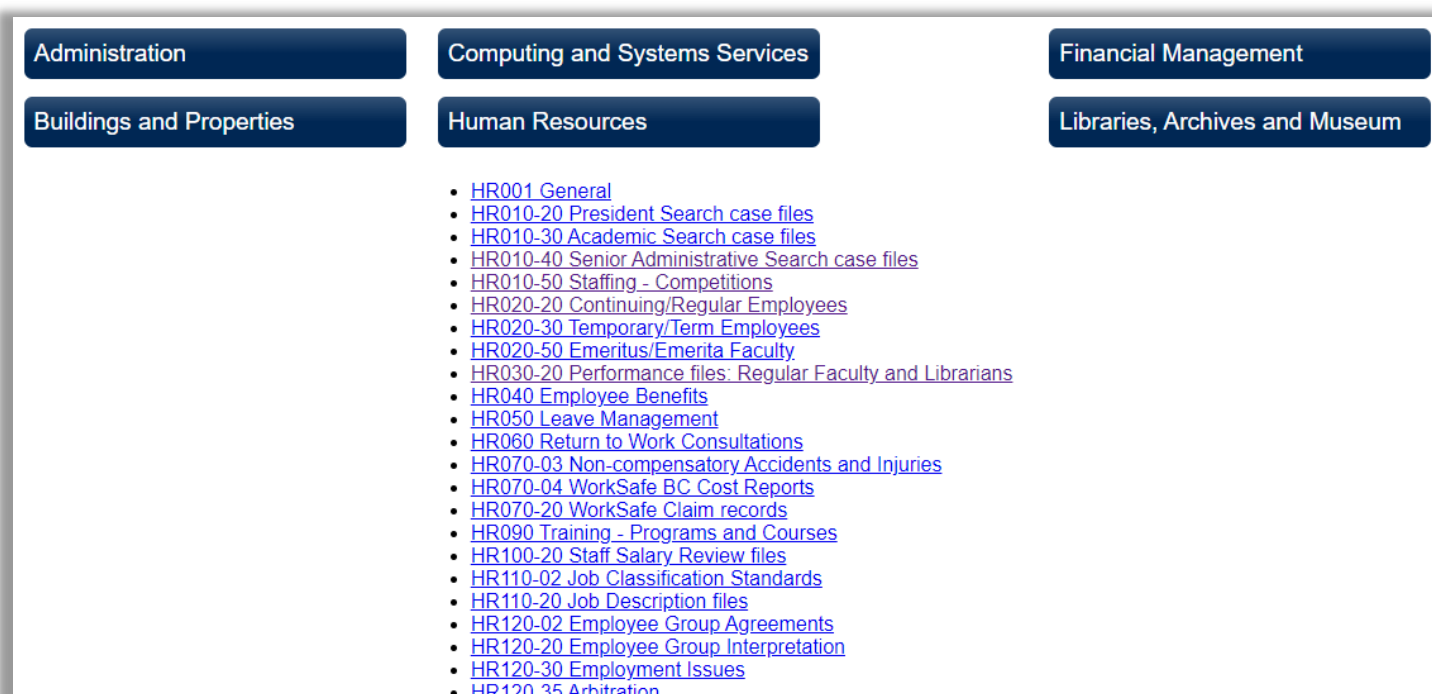 Administration
Computing and Systems Services
Financial Management
Buildings and Properties
Human Resources
Libraries, Archives and Museum
HR001 General
HR010-20 President Search case files
HR010-30 Academic Search case files
HR010-40 Senior Administrative Search case files
HR010-50 Staffing - Competitions
HR020-20 Continuing/Regular Employees
HR020-30 Temporary/Term Employees
HR020-50 Emeritus/Emerita Faculty
HR030-20 Performance files: Regular Faculty and Librarians
HR040 Employee Benefits
HR050 Leave Management
HR060 Return to Work Consultations
HR070-03 Non-compensatory Accidents and Injuries
HR070-04 WorkSafe BC Cost Reports
HR070-20 WorkSafe Claim records
HR090 Training - Programs and Courses
HR100-20 Staff Salary Review files
HR110-02 Job Classification Standards
HR110-20 Job Description files
HR120-02 Employee Group Agreements
HR120-20 Employee Group Interpretation
HR120-30 Employment Issues
HR120-35 Arbitration